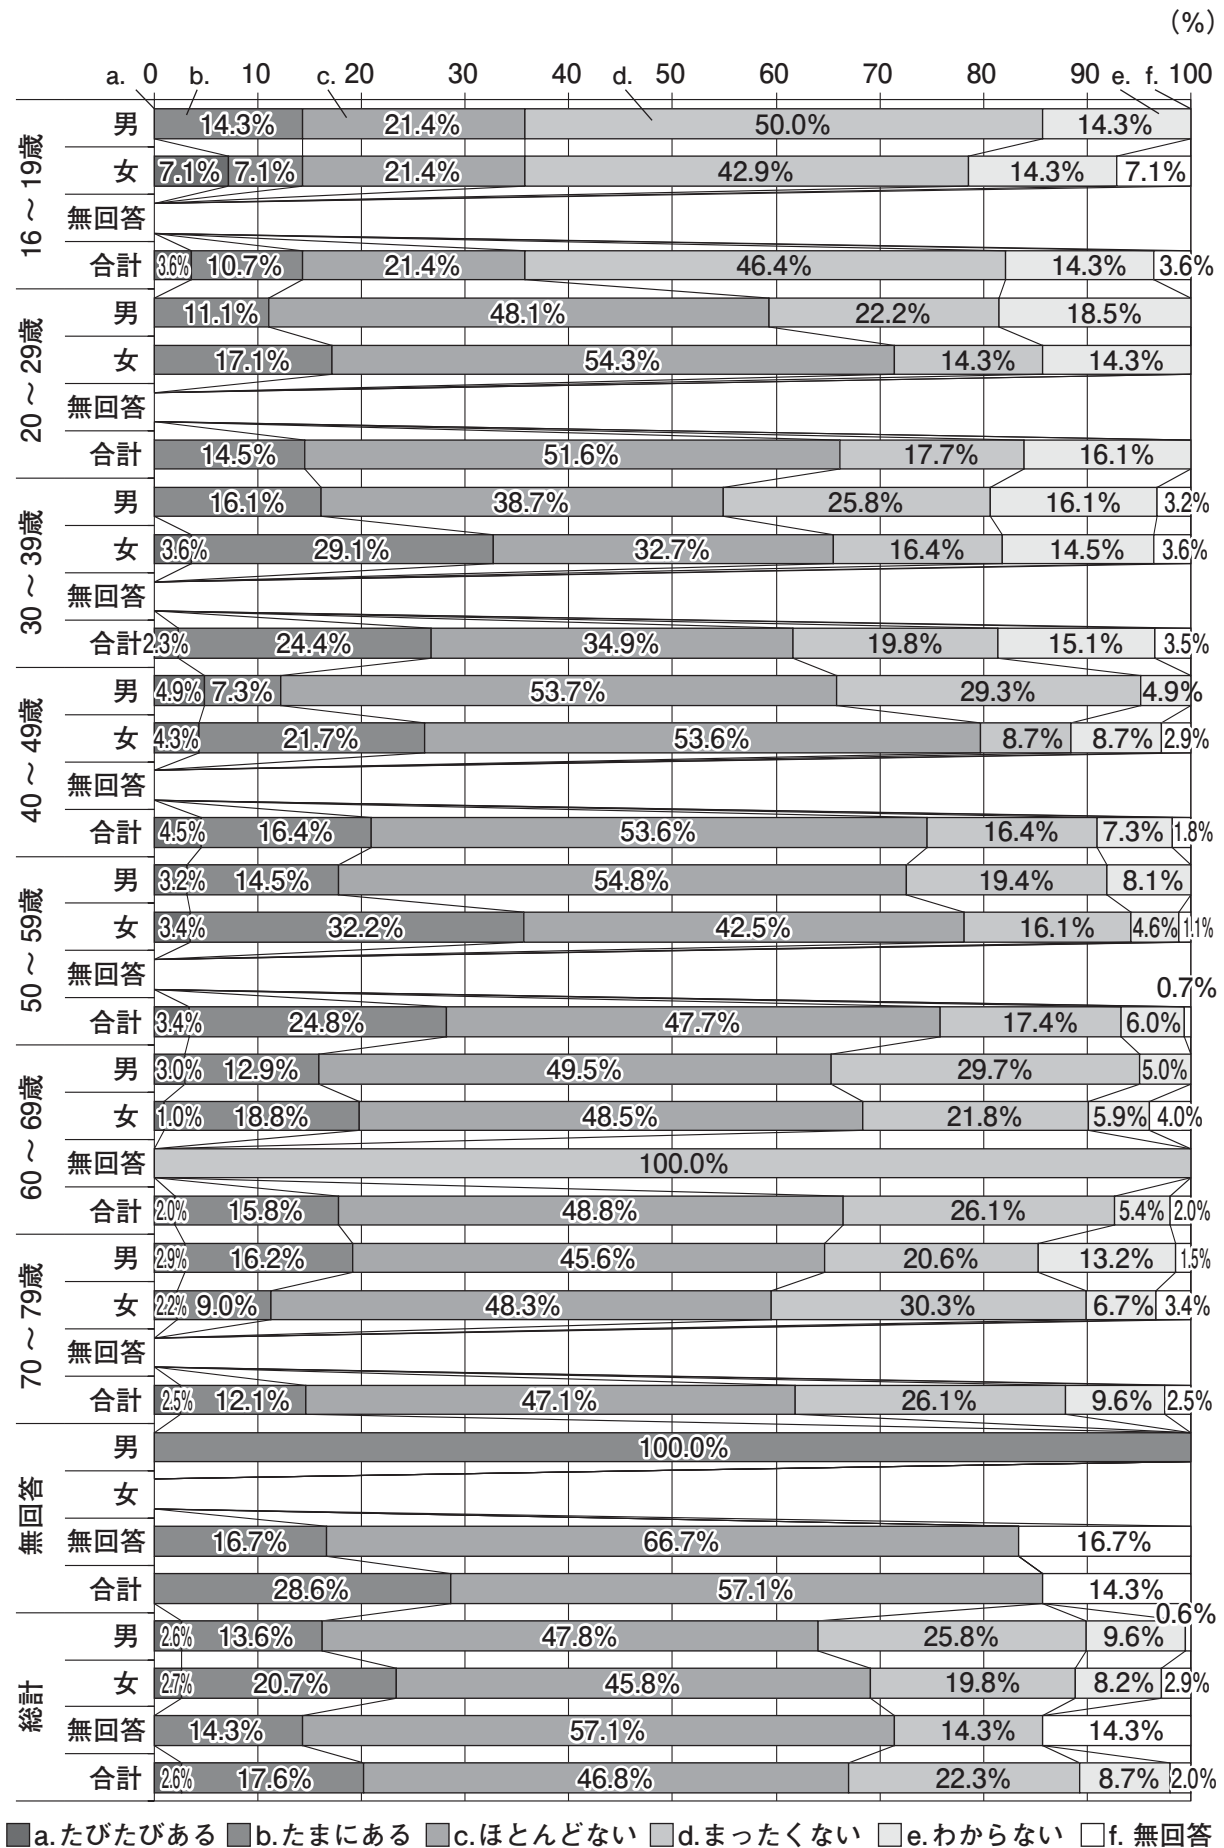 (%)
a. 0 b. 10 c. 20 30 40 d. 50 60 70 80 90 e. f. 100
16～19歳
男 14.3% 21.4% 50.0% 14.3%
女 7.1% 7.1% 21.4% 42.9% 14.3% 7.1%
無回答
合計 3.6% 10.7% 21.4% 46.4% 14.3% 3.6%
20～29歳
男 11.1% 48.1% 22.2% 18.5%
女 17.1% 54.3% 14.3% 14.3%
無回答
合計 14.5% 51.6% 17.7% 16.1%
30～39歳
男 16.1% 38.7% 25.8% 16.1% 3.2%
女 3.6% 29.1% 32.7% 16.4% 14.5% 3.6%
無回答
合計 2.3% 24.4% 34.9% 19.8% 15.1% 3.5%
40～49歳
男 4.9% 7.3% 53.7% 29.3% 4.9%
女 4.3% 21.7% 53.6% 8.7% 8.7% 2.9%
無回答
合計 4.5% 16.4% 53.6% 16.4% 7.3% 1.8%
50～59歳
男 3.2% 14.5% 54.8% 19.4% 8.1%
女 3.4% 32.2% 42.5% 16.1% 4.6% 1.1%
無回答
0.7%
合計 3.4% 24.8% 47.7% 17.4% 6.0%
60～69歳
男 3.0% 12.9% 49.5% 29.7% 5.0%
女 1.0% 18.8% 48.5% 21.8% 5.9% 4.0%
無回答 100.0%
合計 2.0% 15.8% 48.8% 26.1% 5.4% 2.0%
70～79歳
男 2.9% 16.2% 45.6% 20.6% 13.2% 1.5%
女 2.2% 9.0% 48.3% 30.3% 6.7% 3.4%
無回答
合計 2.5% 12.1% 47.1% 26.1% 9.6% 2.5%
無回答
男 100.0%
女
無回答 16.7% 66.7% 16.7%
合計 28.6% 57.1% 14.3%
総計
0.6%
男 2.6% 13.6% 47.8% 25.8% 9.6%
女 2.7% 20.7% 45.8% 19.8% 8.2% 2.9%
無回答 14.3% 57.1% 14.3% 14.3%
合計 2.6% 17.6% 46.8% 22.3% 8.7% 2.0%
a.たびたびある b.たまにある c.ほとんどない d.まったくない e.わからない f.無回答